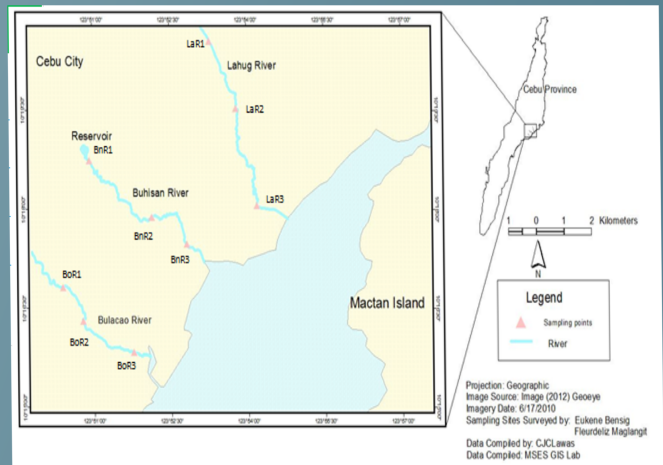 Cebu City
LaR1
Lahug River
LaR2
Reservoir
BnR1
Buhisan River
LaR3
BnR2
BnR3
BoR1
Mactan Island
Bulacao River
BoR2
BoR3
Cebu Province
1 0 1 2 Kilometers
N
Legend
Sampling points
River
Projection: Geographic
Image Source: Image (2012) Geoeye
Imagery Date: 6/17/2010
Sampling Sites Surveyed by: Eukene Bensig
Fleurdeliz Maglangit
Data Compiled by: CJCLawas
Data Compiled: MSES GIS Lab